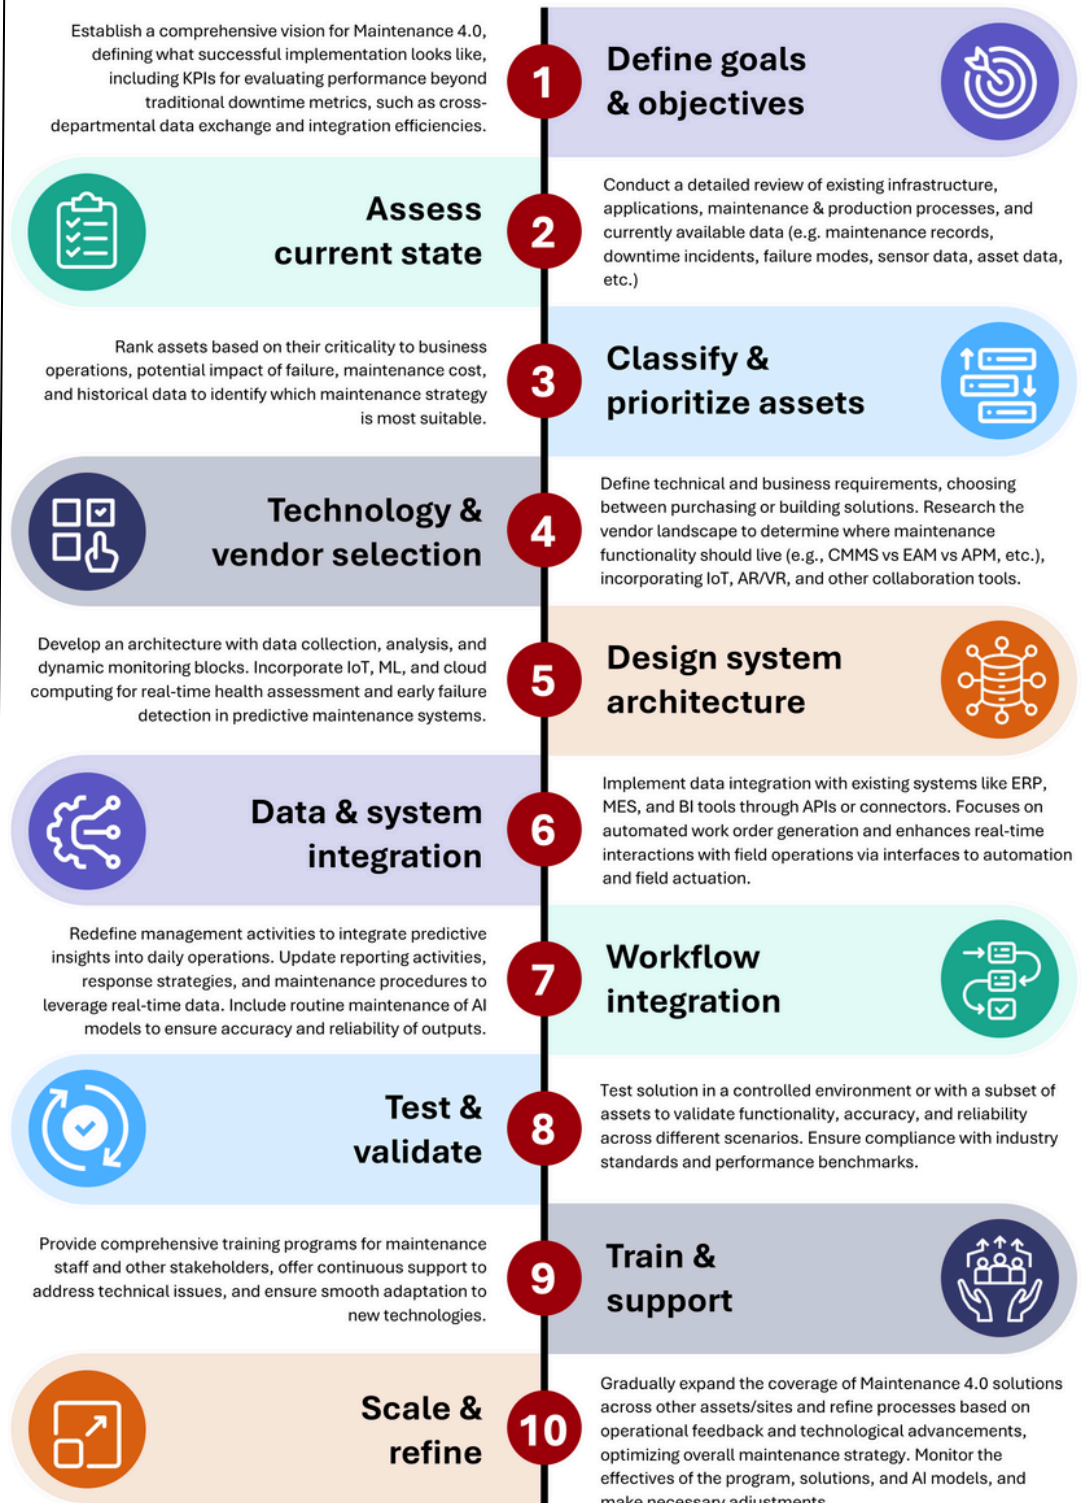 Establish a comprehensive vision for Maintenance 4.0,
defining what successful implementation looks like,
including KPIs for evaluating performance beyond
traditional downtime metrics, such as cross-
departmental data exchange and integration efficiencies.
1
Define goals
& objectives
Assess
current state
2
Conduct a detailed review of existing infrastructure,
applications, maintenance & production processes, and
currently available data (e.g. maintenance records,
downtime incidents, failure modes, sensor data, asset data,
etc.)
Rank assets based on their criticality to business
operations, potential impact of failure, maintenance cost,
and historical data to identify which maintenance strategy
is most suitable.
3
Classify &
prioritize assets
Technology &
vendor selection
4
Define technical and business requirements, choosing
between purchasing or building solutions. Research the
vendor landscape to determine where maintenance
functionality should live (e.g., CMMS vs EAM vs APM, etc.),
incorporating IoT, AR/VR, and other collaboration tools.
Develop an architecture with data collection, analysis, and
dynamic monitoring blocks. Incorporate IoT, ML, and cloud
computing for real-time health assessment and early failure
detection in predictive maintenance systems.
5
Design system
architecture
Data & system
integration
6
Implement data integration with existing systems like ERP,
MES, and BI tools through APIs or connectors. Focuses on
automated work order generation and enhances real-time
interactions with field operations via interfaces to automation
and field actuation.
Redefine management activities to integrate predictive
insights into daily operations. Update reporting activities,
response strategies, and maintenance procedures to
leverage real-time data. Include routine maintenance of AI
models to ensure accuracy and reliability of outputs.
7
Workflow
integration
Test &
validate
8
Test solution in a controlled environment or with a subset of
assets to validate functionality, accuracy, and reliability
across different scenarios. Ensure compliance with industry
standards and performance benchmarks.
Provide comprehensive training programs for maintenance
staff and other stakeholders, offer continuous support to
address technical issues, and ensure smooth adaptation to
new technologies.
9
Train &
support
Scale &
refine
10
Gradually expand the coverage of Maintenance 4.0 solutions
across other assets/sites and refine processes based on
operational feedback and technological advancements,
optimizing overall maintenance strategy. Monitor the
effectives of the program, solutions, and AI models, and
make necessary adjustments